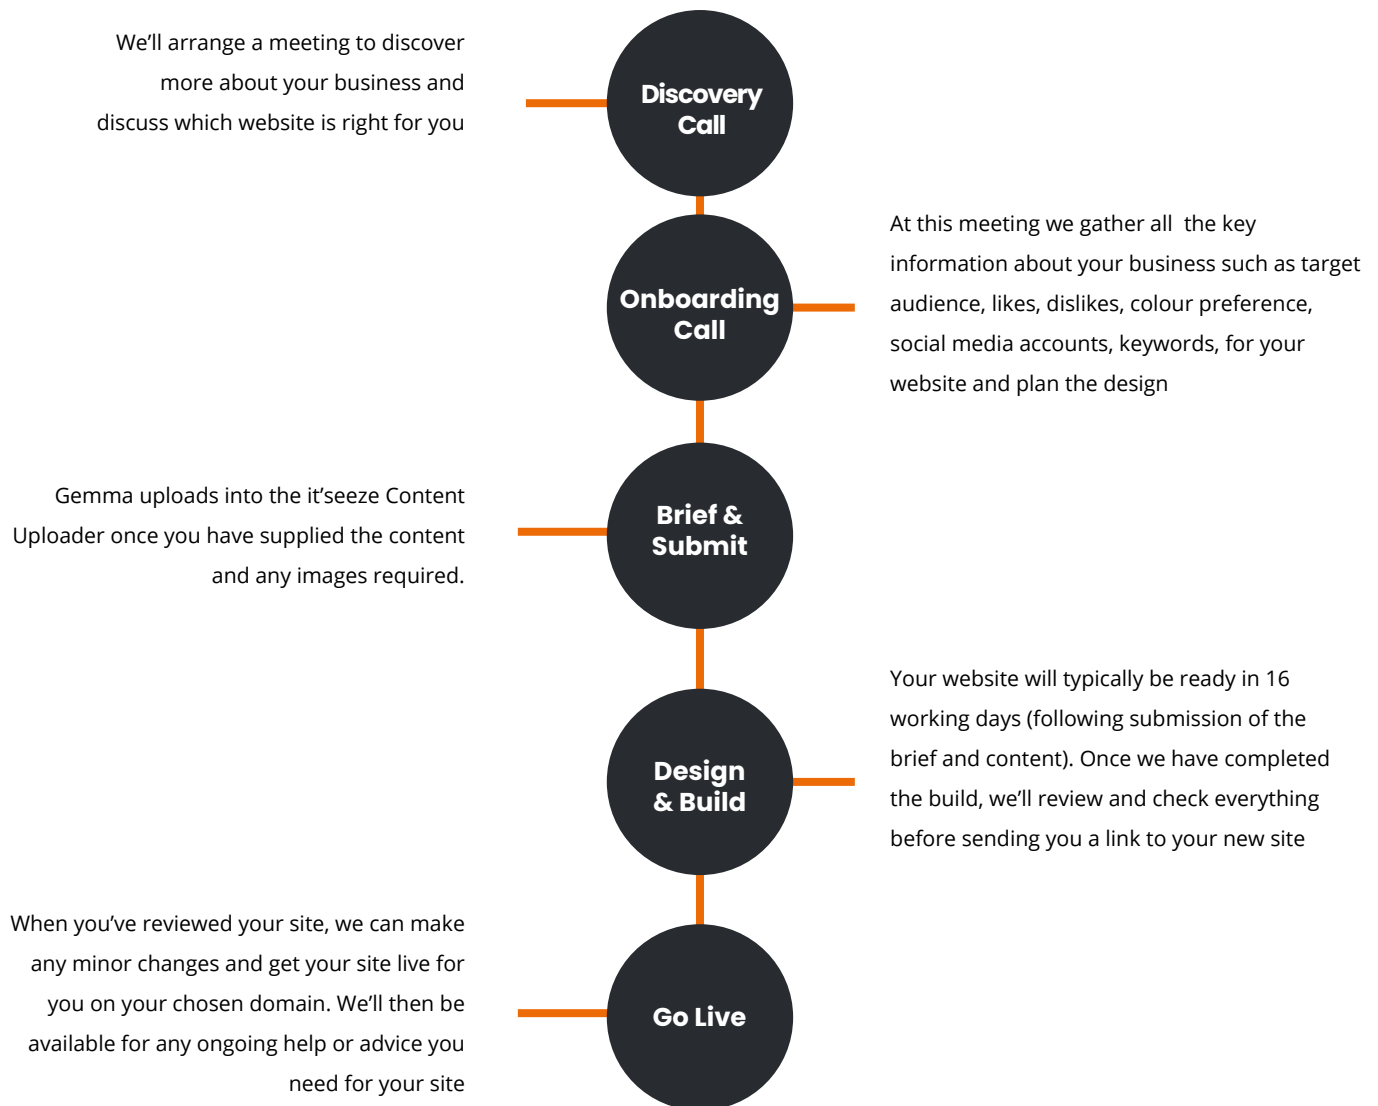 We’ll arrange a meeting to discover
more about your business and
discuss which website is right for you
Discovery
Call
At this meeting we gather all  the key
information about your business such as target
audience, likes, dislikes, colour preference,
social media accounts, keywords, for your
website and plan the design
Onboarding
Call
Gemma uploads into the it’seeze Content
Uploader once you have supplied the content
and any images required.
Brief &
Submit
Your website will typically be ready in 16
working days (following submission of the
brief and content). Once we have completed
the build, we’ll review and check everything
before sending you a link to your new site
Design
& Build
When you’ve reviewed your site, we can make
any minor changes and get your site live for
you on your chosen domain. We’ll then be
available for any ongoing help or advice you
need for your site
Go Live